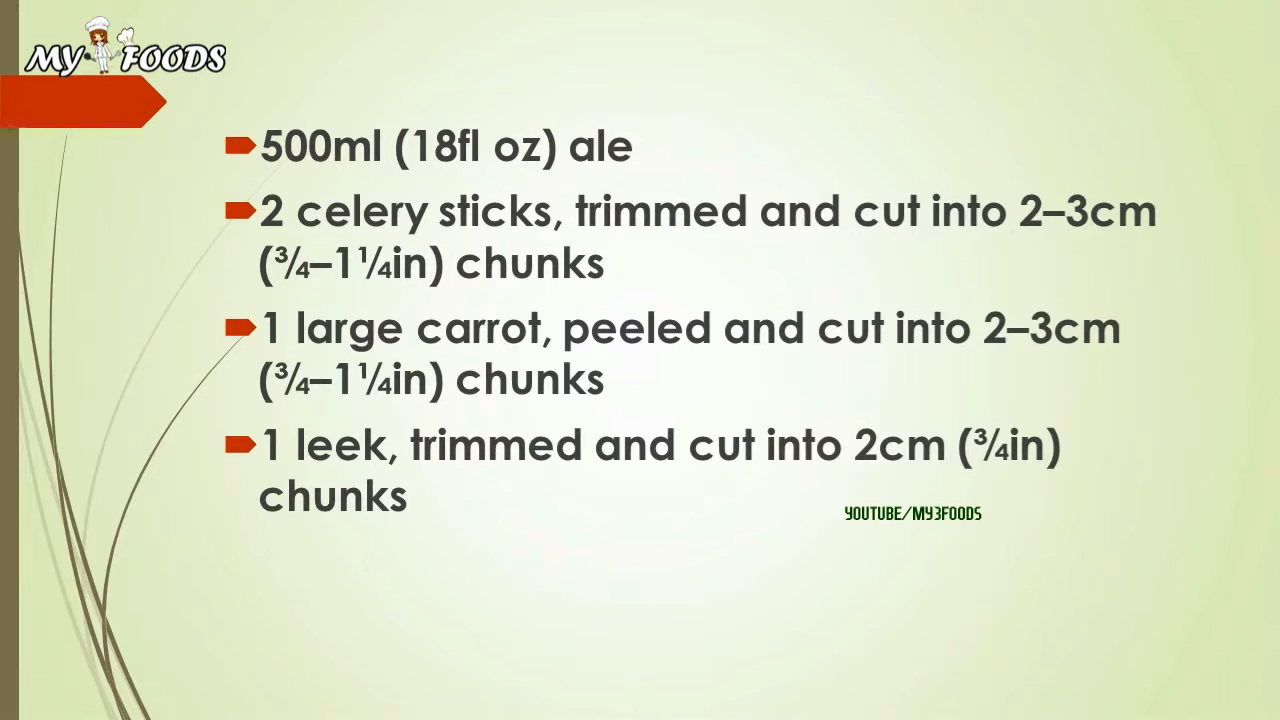 MY FOODS
500ml (18fl oz) ale
2 celery sticks, trimmed and cut into 2–3cm
(¾–1¼in) chunks
1 large carrot, peeled and cut into 2–3cm
(¾–1¼in) chunks
1 leek, trimmed and cut into 2cm (¾in)
chunks
YOUTUBE/MY3FOODS